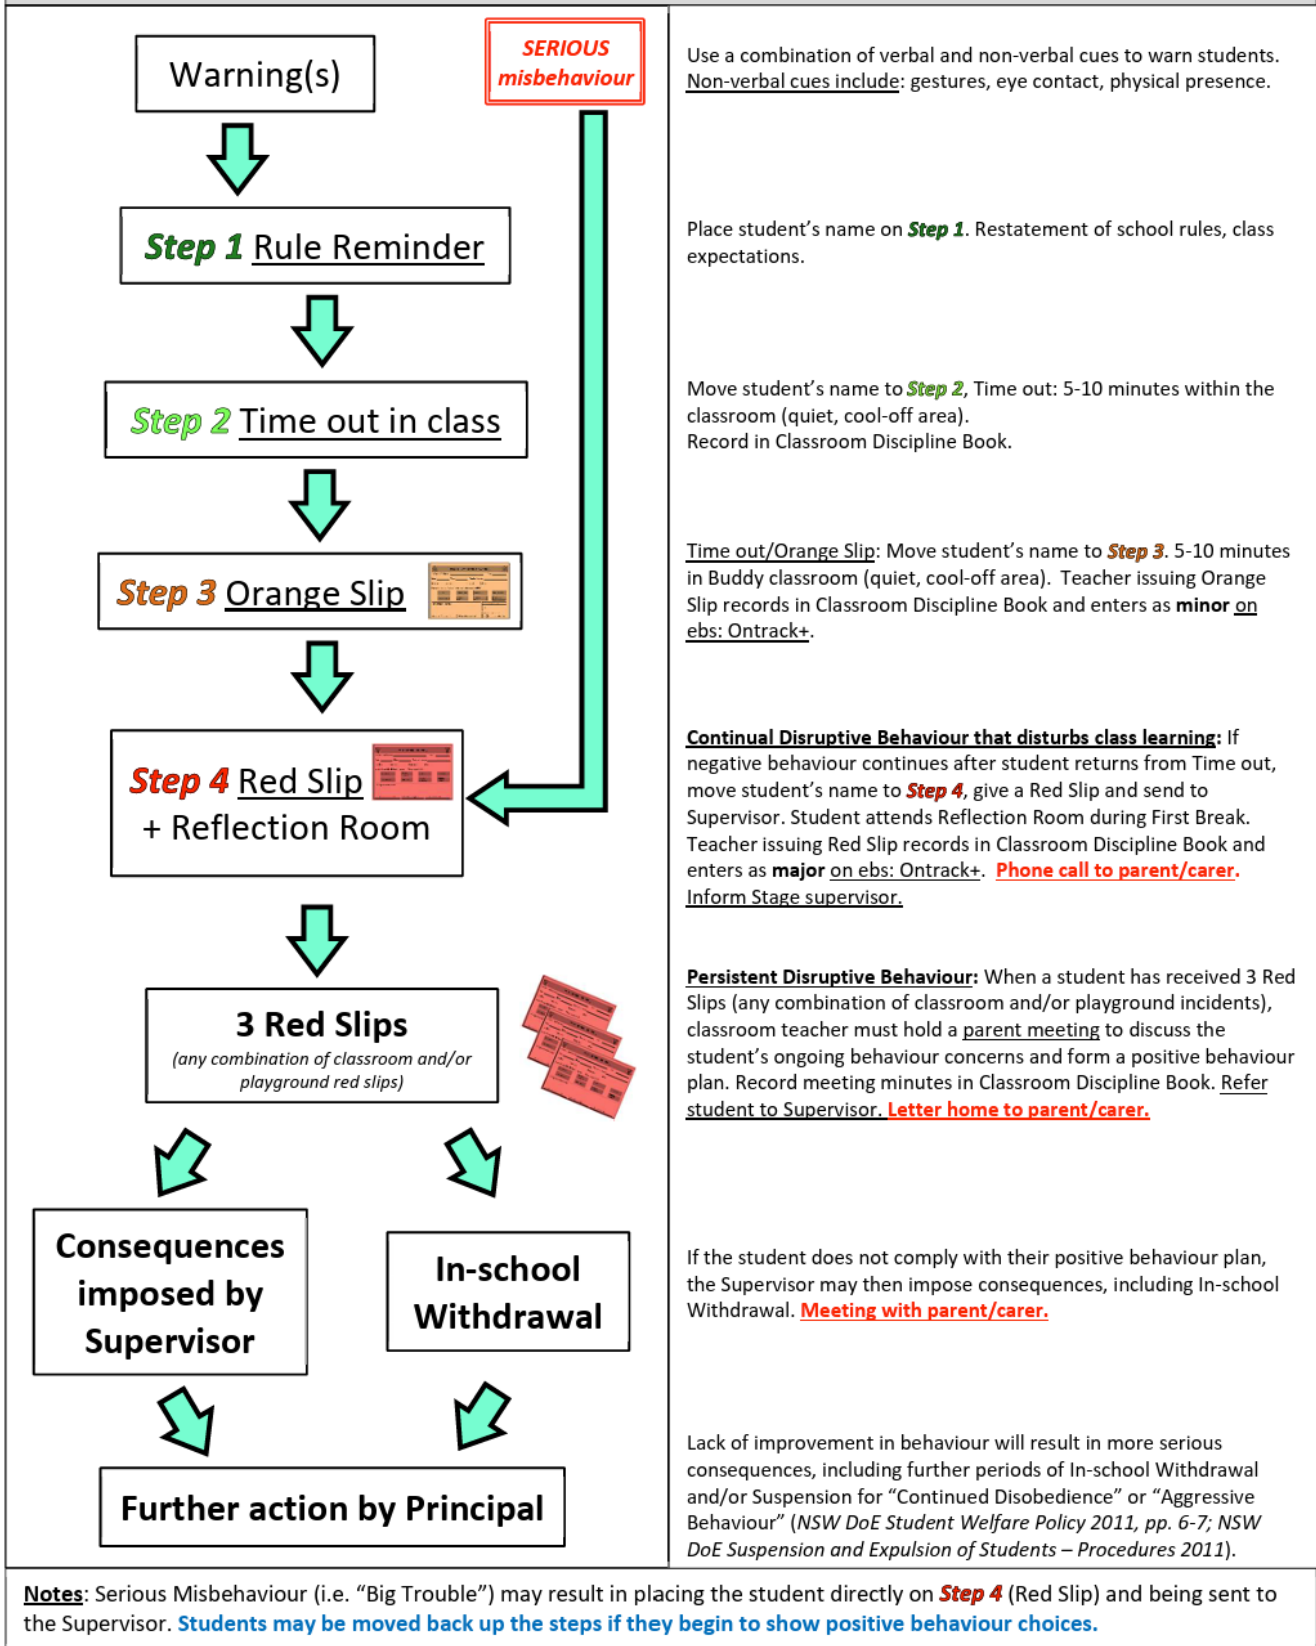 Warning(s)
SERIOUS
misbehaviour
Use a combination of verbal and non-verbal cues to warn students.
Non-verbal cues include: gestures, eye contact, physical presence.
Step 1 Rule Reminder
Place student's name on Step 1. Restatement of school rules, class
expectations.
Step 2 Time out in class
Move student's name to Step 2, Time out: 5-10 minutes within the
classroom (quiet, cool-off area).
Record in Classroom Discipline Book.
Step 3 Orange Slip
Time out/Orange Slip: Move student's name to Step 3. 5-10 minutes
in Buddy classroom (quiet, cool-off area). Teacher issuing Orange
Slip records in Classroom Discipline Book and enters as minor on
ebs: Ontrack+.
Step 4 Red Slip
+ Reflection Room
Continual Disruptive Behaviour that disturbs class learning: If
negative behaviour continues after student returns from Time out,
move student's name to Step 4, give a Red Slip and send to
Supervisor. Student attends Reflection Room during First Break.
Teacher issuing Red Slip records in Classroom Discipline Book and
enters as major on ebs: Ontrack+. Phone call to parent/carer.
Inform Stage supervisor.
3 Red Slips
(any combination of classroom and/or
playground red slips)
Persistent Disruptive Behaviour: When a student has received 3 Red
Slips (any combination of classroom and/or playground incidents),
classroom teacher must hold a parent meeting to discuss the
student's ongoing behaviour concerns and form a positive behaviour
plan. Record meeting minutes in Classroom Discipline Book. Refer
student to Supervisor. Letter home to parent/carer.
Consequences
imposed by
Supervisor
In-school
Withdrawal
If the student does not comply with their positive behaviour plan,
the Supervisor may then impose consequences, including In-school
Withdrawal. Meeting with parent/carer.
Further action by Principal
Lack of improvement in behaviour will result in more serious
consequences, including further periods of In-school Withdrawal
and/or Suspension for "Continued Disobedience" or "Aggressive
Behaviour" (NSW DoE Student Welfare Policy 2011, pp. 6-7; NSW
DoE Suspension and Expulsion of Students – Procedures 2011).
Notes: Serious Misbehaviour (i.e. "Big Trouble") may result in placing the student directly on Step 4 (Red Slip) and being sent to
the Supervisor. Students may be moved back up the steps if they begin to show positive behaviour choices.